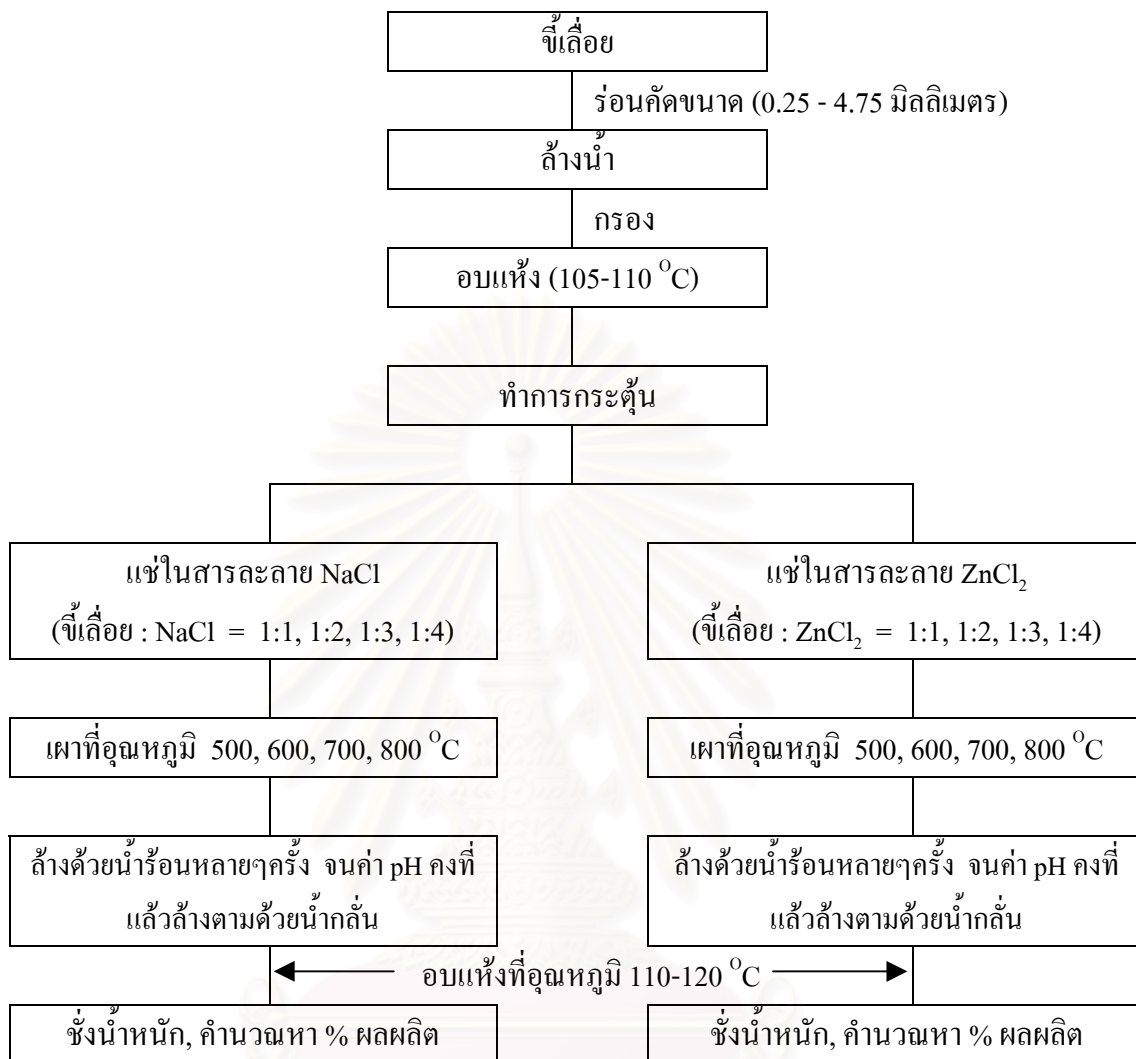 ขี้เลื่อย
ร่อนคัดขนาด (0.25 - 4.75 มิลลิเมตร)
ล้างน้ำ
กรอง
อบแห้ง (105-110 °C)
ทำการกระตุ้น
แช่ในสารละลาย NaCl
(ขี้เลื่อย : NaCl = 1:1, 1:2, 1:3, 1:4)
แช่ในสารละลาย ZnCl₂
(ขี้เลื่อย : ZnCl₂ = 1:1, 1:2, 1:3, 1:4)
เผาที่อุณหภูมิ 500, 600, 700, 800 °C
เผาที่อุณหภูมิ 500, 600, 700, 800 °C
ล้างด้วยน้ำร้อนหลายๆครั้ง จนค่า pH คงที่
แล้วล้างตามด้วยน้ำกลั่น
ล้างด้วยน้ำร้อนหลายๆครั้ง จนค่า pH คงที่
แล้วล้างตามด้วยน้ำกลั่น
อบแห้งที่อุณหภูมิ 110-120 °C
ชั่งน้ำหนัก, คำนวณหา % ผลผลิต
ชั่งน้ำหนัก, คำนวณหา % ผลผลิต